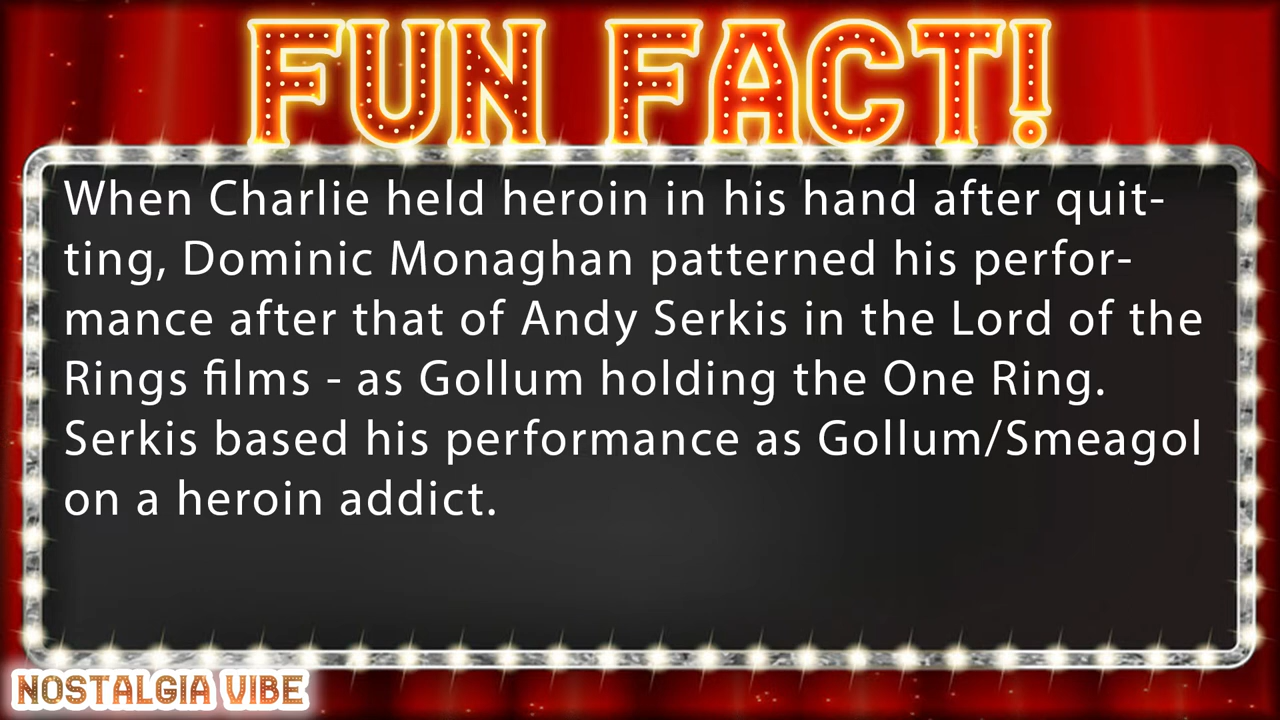 FUN FACT!
When Charlie held heroin in his hand after quit-
ting, Dominic Monaghan patterned his perfor-
mance after that of Andy Serkis in the Lord of the
Rings films - as Gollum holding the One Ring.
Serkis based his performance as Gollum/Smeagol
on a heroin addict.
NOSTALGIA VIBE